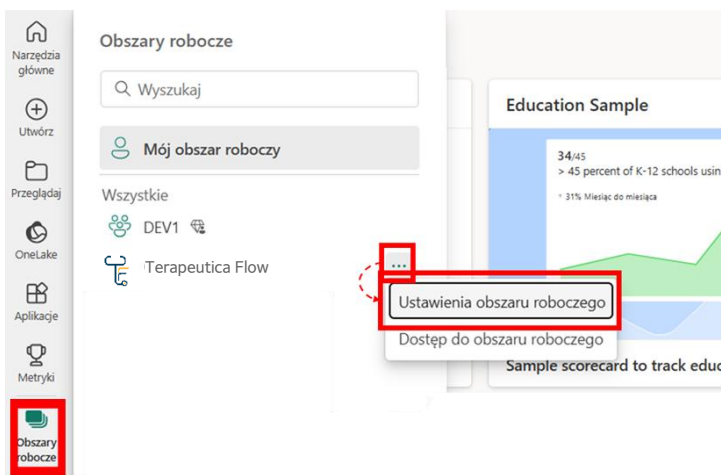 Narzędzia
główne
Utwórz
Przeglądaj
OneLake
Aplikacje
Metryki
Obszary
robocze
Obszary robocze
Wyszukaj
Mój obszar roboczy
Wszystkie
DEV1
Terapeutica Flow
...
Ustawienia obszaru roboczego
Dostęp do obszaru roboczego
Education Sample
34/45
> 45 percent of K-12 schools usin
↑ 31% Miesiąc do miesiąca
Sample scorecard to track educ